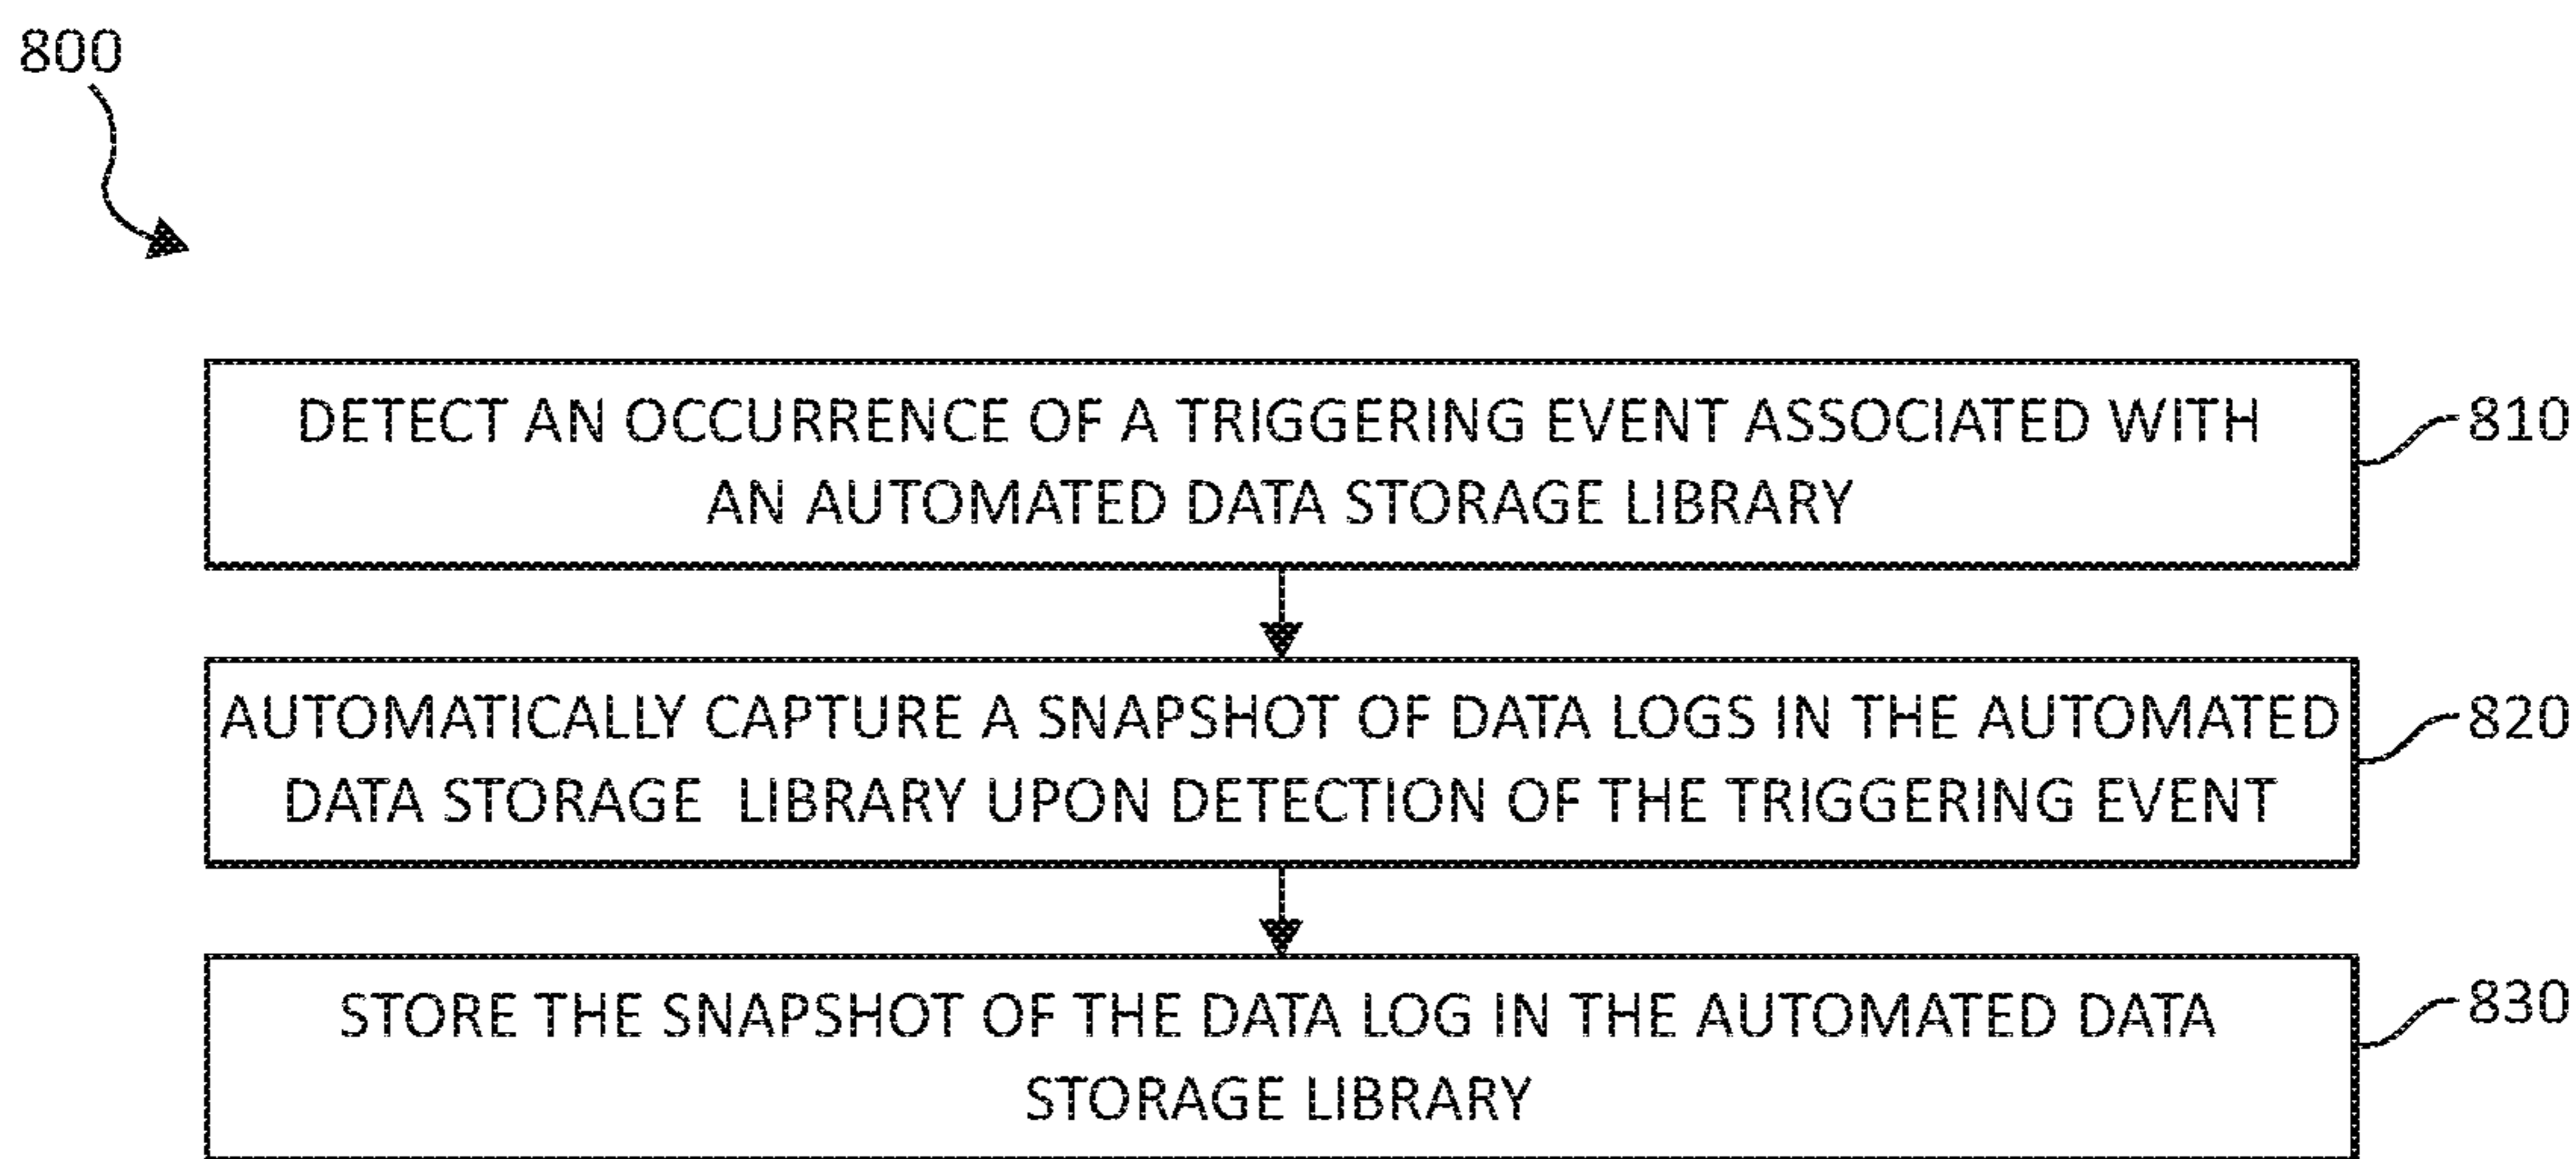 800
DETECT AN OCCURRENCE OF A TRIGGERING EVENT ASSOCIATED WITH
AN AUTOMATED DATA STORAGE LIBRARY
810
AUTOMATICALLY CAPTURE A SNAPSHOT OF DATA LOGS IN THE AUTOMATED
DATA STORAGE LIBRARY UPON DETECTION OF THE TRIGGERING EVENT
820
STORE THE SNAPSHOT OF THE DATA LOG IN THE AUTOMATED DATA
STORAGE LIBRARY
830